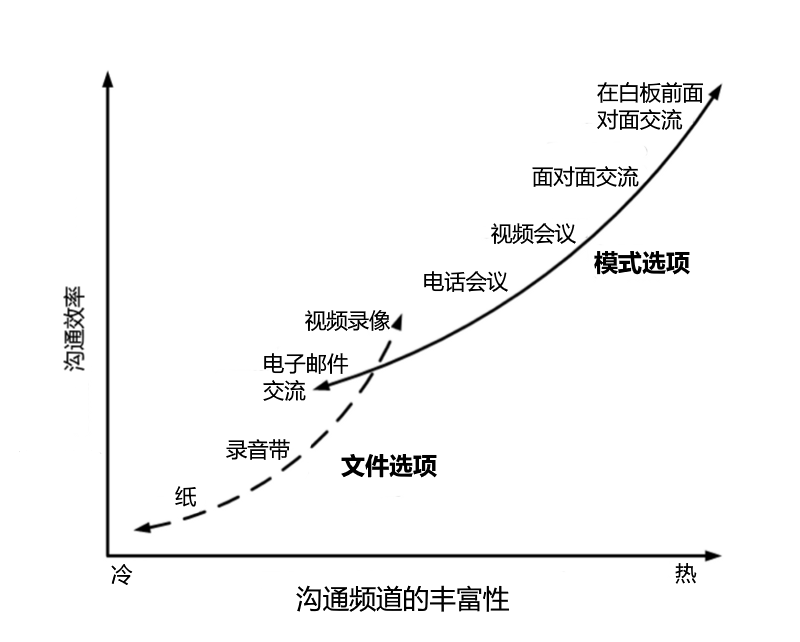 在白板前面
对面交流
面对面交流
视频会议
模式选项
电话会议
视频录像
电子邮件
交流
录音带
文件选项
纸
沟通效率
冷
热
沟通频道的丰富性